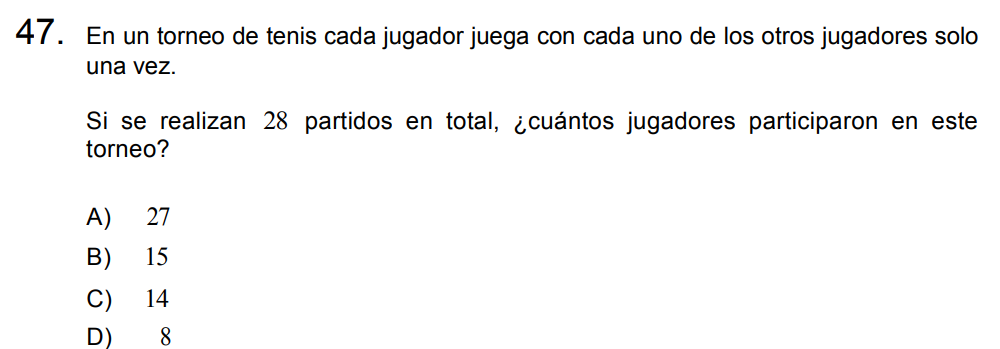 47. En un torneo de tenis cada jugador juega con cada uno de los otros jugadores solo
una vez.
Si se realizan 28 partidos en total, ¿cuántos jugadores participaron en este
torneo?
A) 27
B) 15
C) 14
D) 8